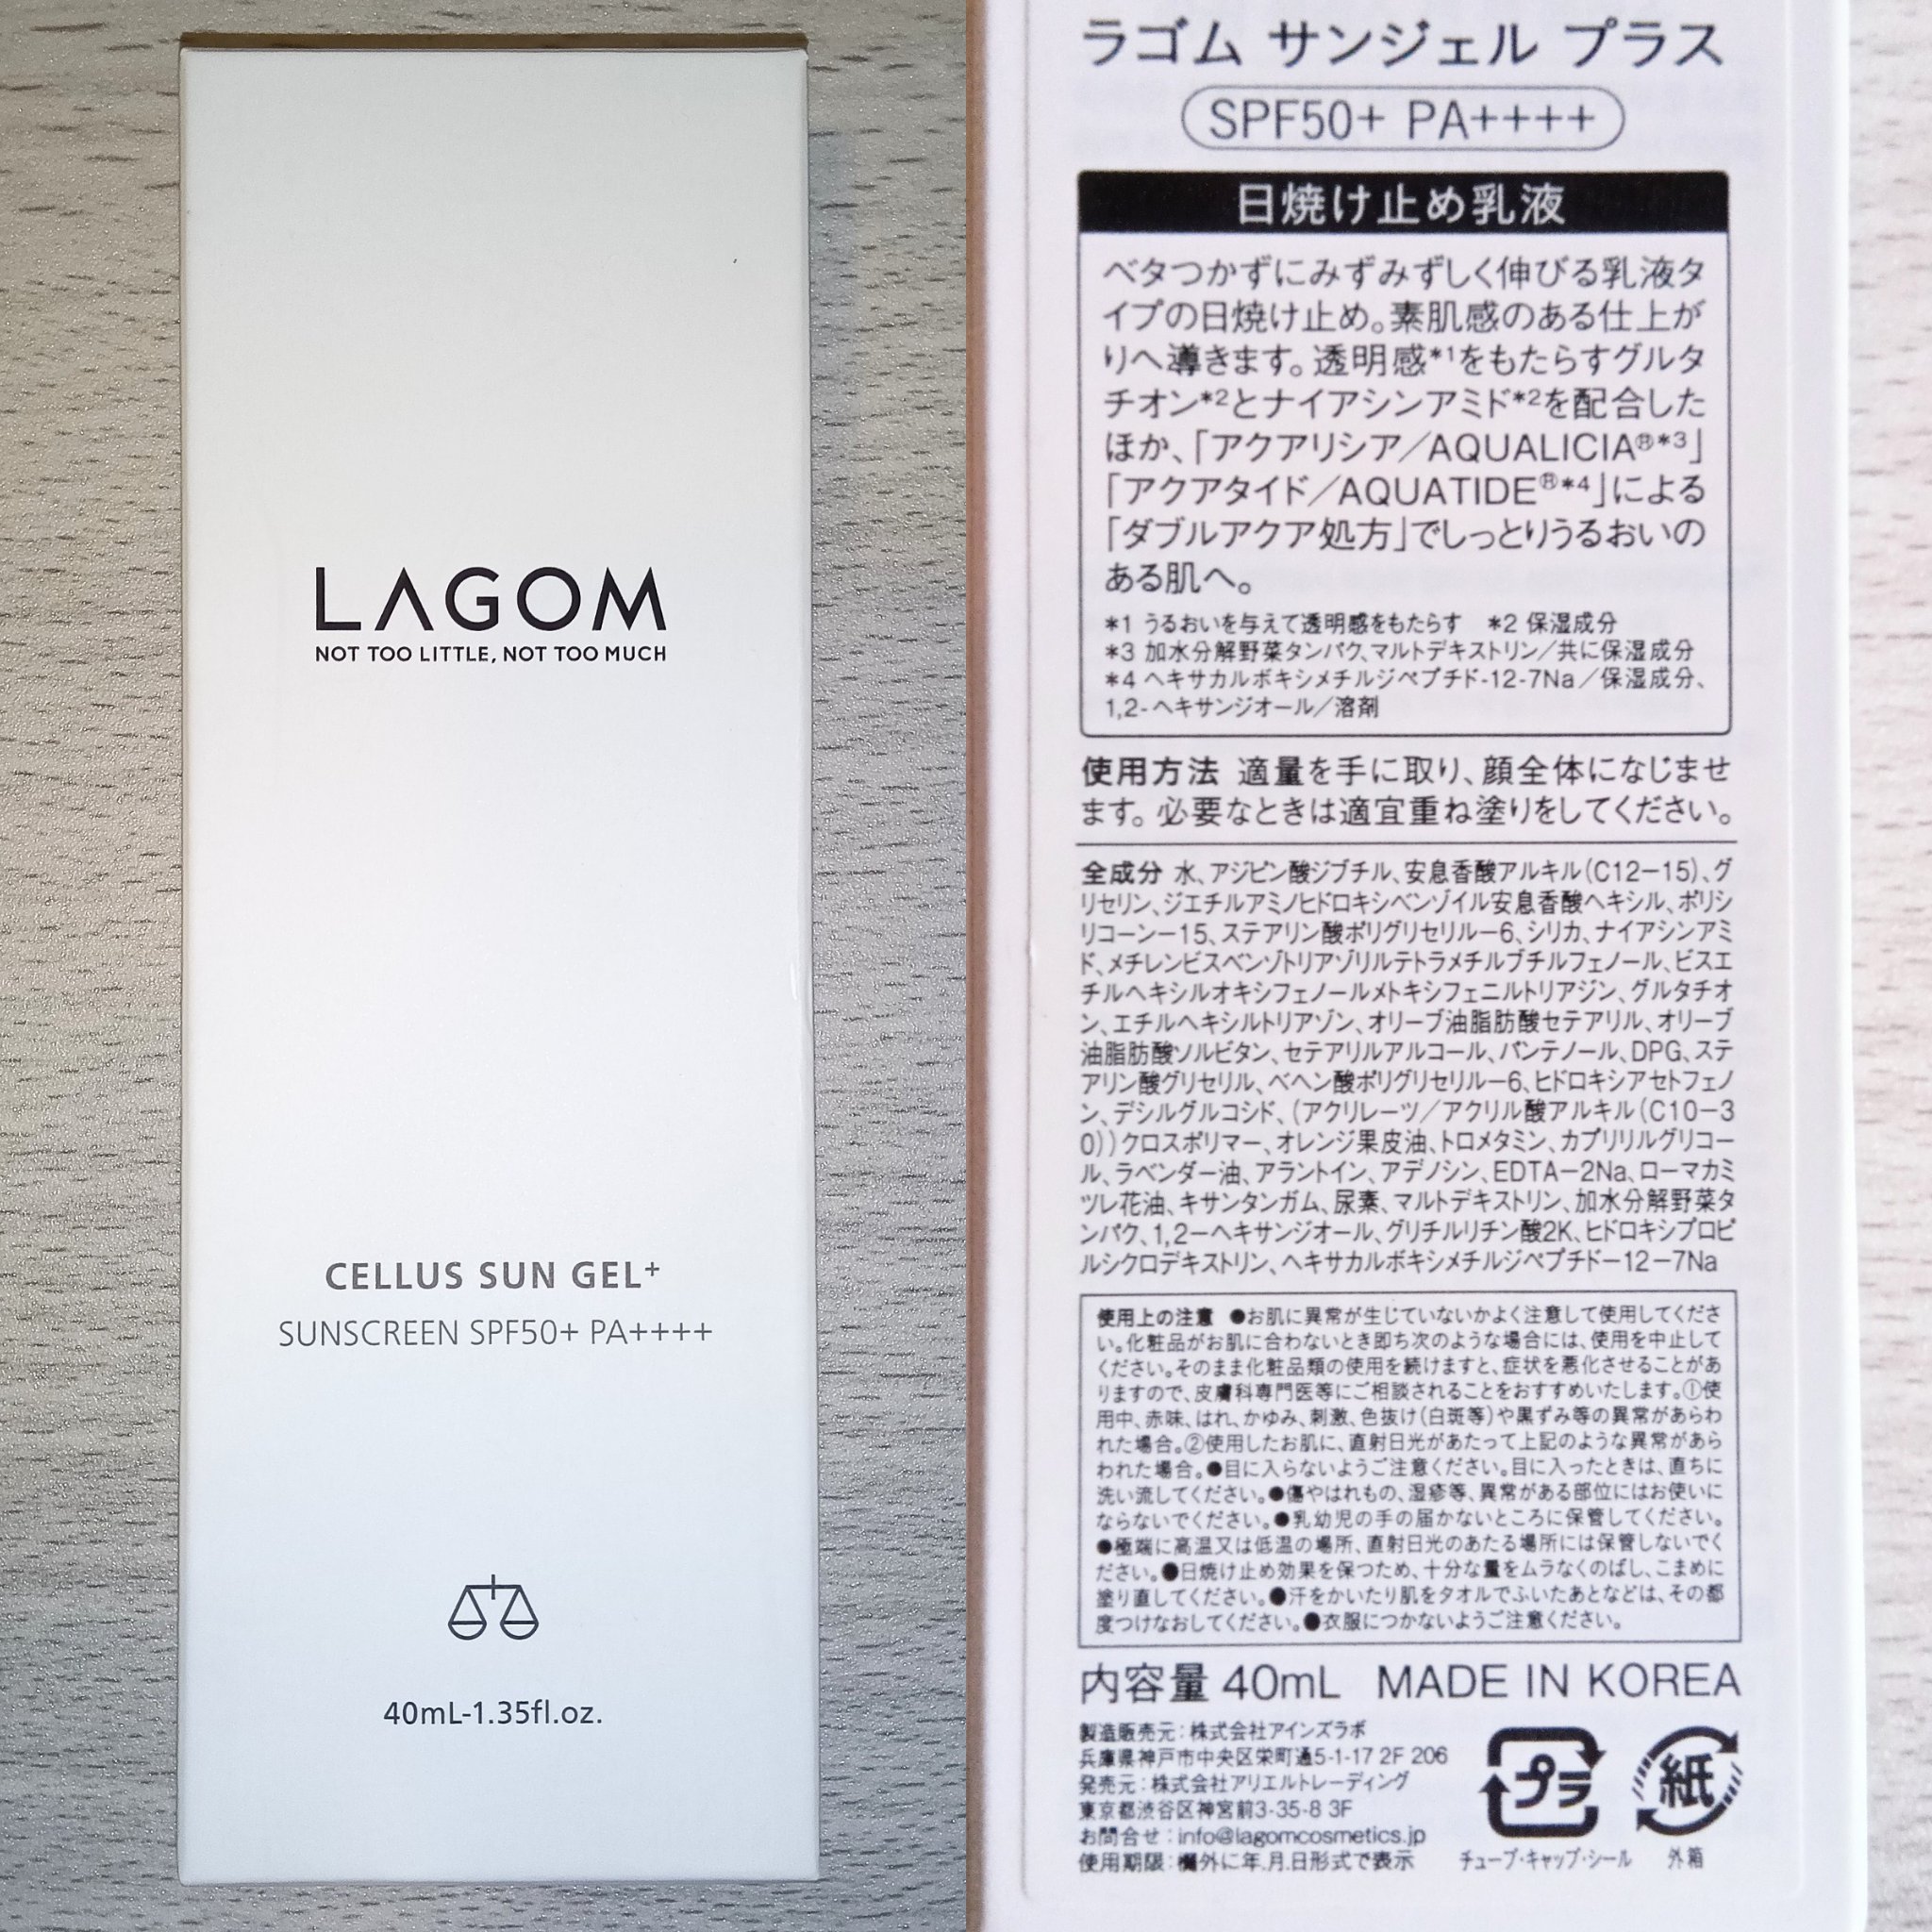 LAGOM
NOT TOO LITTLE, NOT TOO MUCH
CELLUS SUN GEL+
SUNSCREEN SPF50+ PA++++
40mL-1.35fl.oz.
ラゴム サンジェル プラス
SPF50+ PA++++
日焼け止め乳液
ベタつかずにみずみずしく伸びる乳液タ
イプの日焼け止め。素肌感のある仕上が
りへ導きます。透明感*1をもたらすグルタ
チオン*2とナイアシンアミド*2を配合した
ほか、「アクアリシア／AQUALICIA®*3」
「アクアタイド／AQUATIDE®*4」による
「ダブルアクア処方」でしっとりうるおいの
ある肌へ。
*1 うるおいを与えて透明感をもたらす *2 保湿成分
*3 加水分解野菜タンパク、マルトデキストリン／共に保湿成分
*4 ヘキサカルボキシメチルジペプチド-12-7Na／保湿成分、
1,2-ヘキサンジオール／溶剤
使用方法 適量を手に取り、顔全体になじませ
ます。必要なときは適宜重ね塗りをしてください。
全成分 水、アジピン酸ジブチル、安息香酸アルキル(C12－15)、グ
リセリン、ジエチルアミノヒドロキシベンゾイル安息香酸ヘキシル、ポリシ
リコーンー15、ステアリン酸ポリグリセリルー6、シリカ、ナイアシンアミ
ド、メチレンビスベンゾトリアゾリルテトラメチルブチルフェノール、ビスエ
チルヘキシルオキシフェノールメトキシフェニルトリアジン、グルタチオ
ン、エチルヘキシルトリアゾン、オリーブ油脂肪酸セテアリル、オリーブ
油脂肪酸ソルビタン、セテアリルアルコール、パンテノール、DPG、ステ
アリン酸グリセリル、ベヘン酸ポリグリセリルー6、ヒドロキシアセトフェノ
ン、デシルグルコシド、(アクリレーツ／アクリル酸アルキル(C10－3
0))クロスポリマー、オレンジ果皮油、トロメタミン、カプリリルグリコー
ル、ラベンダー油、アラントイン、アデノシン、EDTA－2Na、ローマカミ
ツレ花油、キサンタンガム、尿素、マルトデキストリン、加水分解野菜タ
ンパク、1,2－ヘキサンジオール、グリチルリチン酸2K、ヒドロキシプロピ
ルシクロデキストリン、ヘキサカルボキシメチルジペプチドー12－7Na
使用上の注意 ●お肌に異常が生じていないかよく注意して使用してくださ
い。化粧品がお肌に合わないとき即ち次のような場合には、使用を中止して
ください。そのまま化粧品類の使用を続けますと、症状を悪化させることがあ
りますので、皮膚科専門医等にご相談されることをおすすめいたします。①使
用中、赤味、はれ、かゆみ、刺激、色抜け(白斑等)や黒ずみ等の異常があらわ
れた場合。②使用したお肌に、直射日光があたって上記のような異常があら
われた場合。●目に入らないようご注意ください。目に入ったときは、直ちに
洗い流してください。●傷やはれもの、湿疹等、異常がある部位にはお使いに
ならないでください。●乳幼児の手の届かないところに保管してください。
●極端に高温又は低温の場所、直射日光のあたる場所には保管しないでく
ださい。●日焼け止め効果を保つため、十分な量をムラなくのばし、こまめに
塗り直してください。●汗をかいたり肌をタオルでふいたあとなどは、その都
度つけなおしてください。●衣服につかないようご注意ください。
内容量 40mL MADE IN KOREA
製造販売元：株式会社アインズラボ
兵庫県神戸市中央区栄町通5-1-17 2F 206
発売元：株式会社アリエルトレーディング
東京都渋谷区神宮前3-35-8 3F
お問合せ：info@lagomcosmetics.jp
使用期限：欄外に年.月.日形式で表示
プラ
チューブ・キャップ・シール
紙
外箱